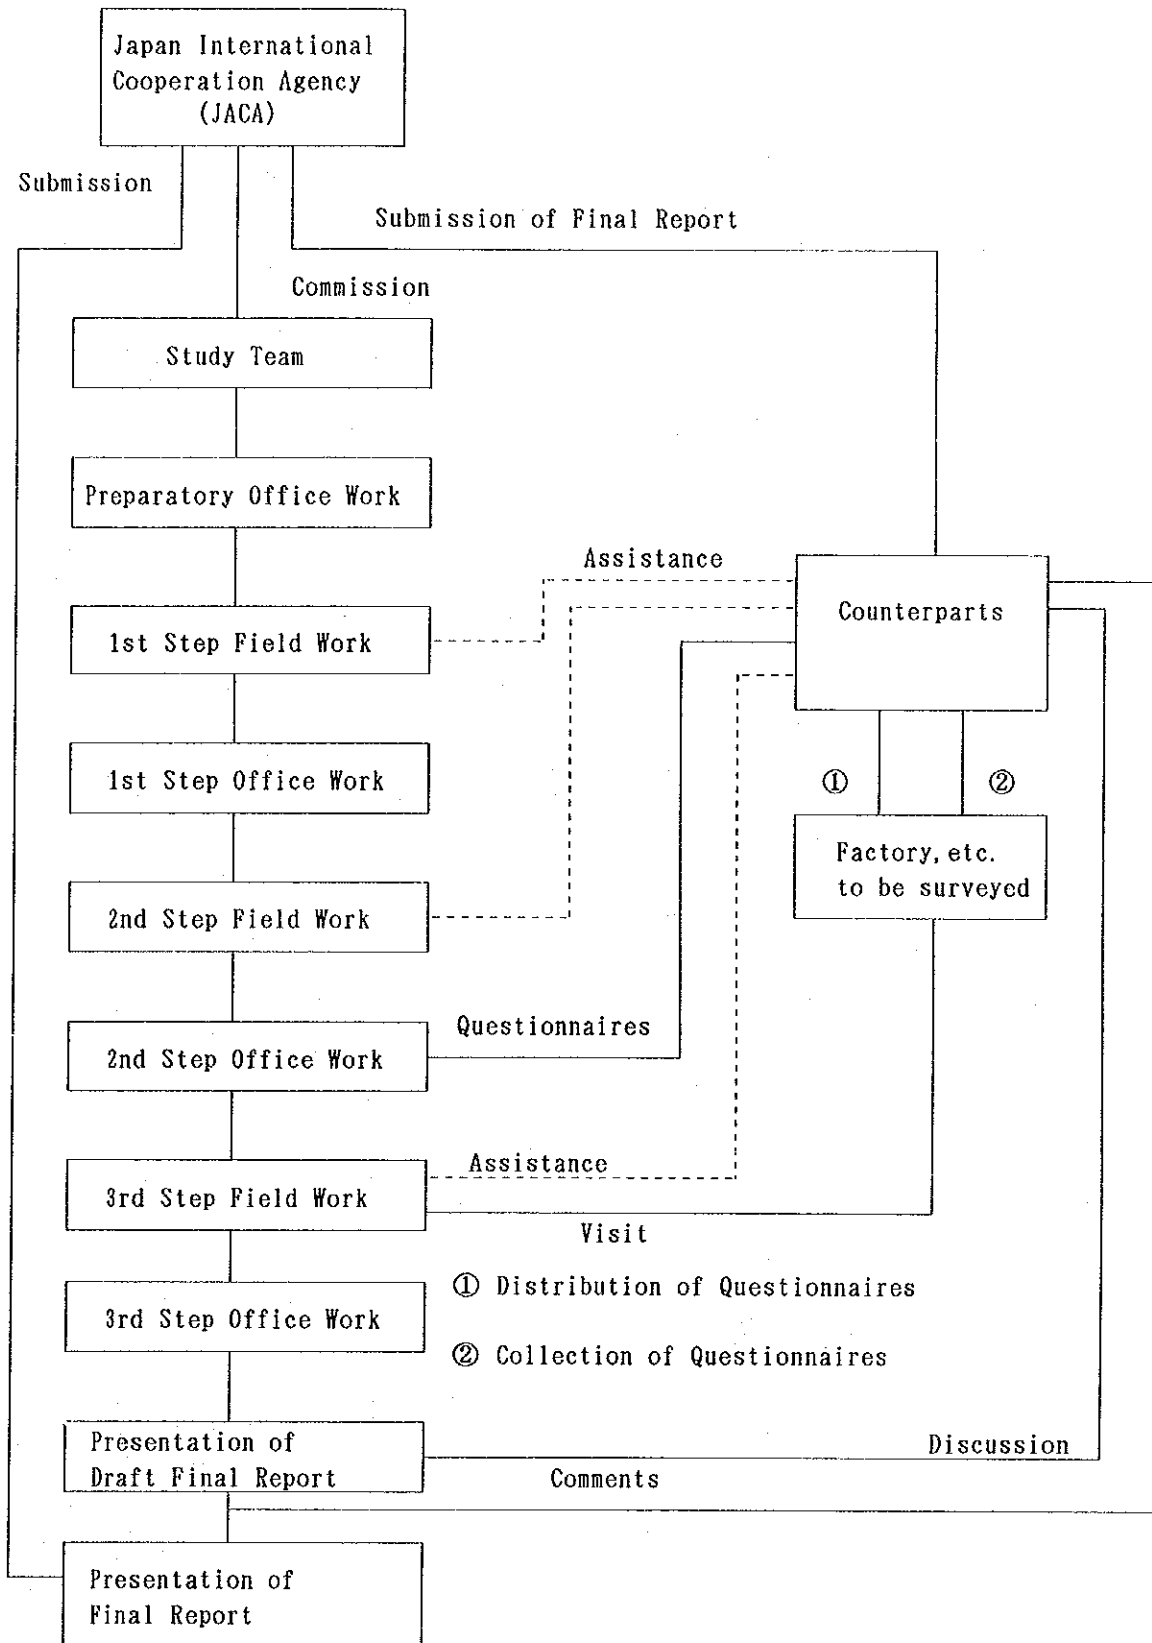 Japan International
Cooperation Agency
(JACA)
Submission
Submission of Final Report
Commission
Study Team
Preparatory Office Work
Assistance
Counterparts
1st Step Field Work
1st Step Office Work
①
②
Factory, etc.
to be surveyed
2nd Step Field Work
Questionnaires
2nd Step Office Work
Assistance
3rd Step Field Work
Visit
① Distribution of Questionnaires
3rd Step Office Work
② Collection of Questionnaires
Presentation of
Draft Final Report
Discussion
Comments
Presentation of
Final Report